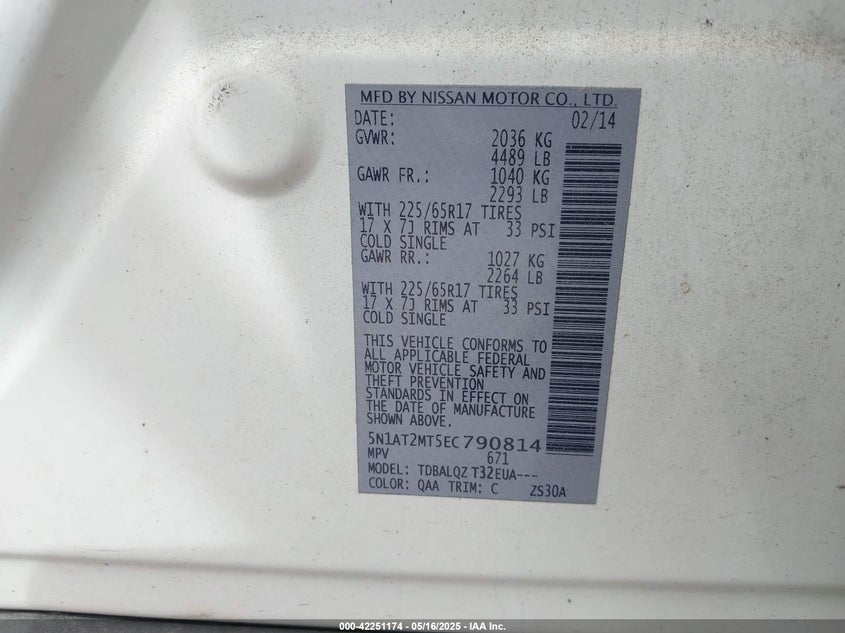 MFD BY NISSAN MOTOR CO., LTD.
DATE: 02/14
GVWR: 2036 KG
4489 LB
GAWR FR.: 1040 KG
2293 LB
WITH 225/65R17 TIRES
17 X 7J RIMS AT 33 PSI
COLD SINGLE
GAWR RR.: 1027 KG
2264 LB
WITH 225/65R17 TIRES
17 X 7J RIMS AT 33 PSI
COLD SINGLE
THIS VEHICLE CONFORMS TO
ALL APPLICABLE FEDERAL
MOTOR VEHICLE SAFETY AND
THEFT PREVENTION
STANDARDS IN EFFECT ON
THE DATE OF MANUFACTURE
SHOWN ABOVE.
5N1AT2MT5EC790814
MPV 671
MODEL: TDBALQZ T32EUA---
COLOR: QAA TRIM: C ZS30A
000-42251174 - 05/16/2025 - IAA Inc.